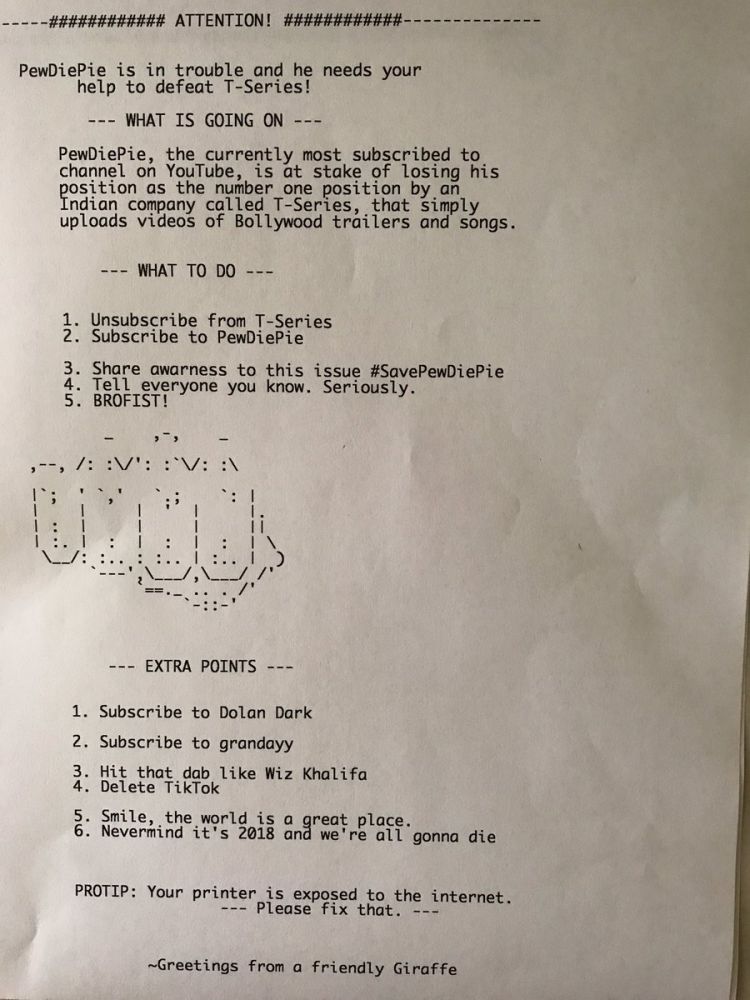 -----############ ATTENTION! ############--------------
PewDiePie is in trouble and he needs your
help to defeat T-Series!
--- WHAT IS GOING ON ---
PewDiePie, the currently most subscribed to
channel on YouTube, is at stake of losing his
position as the number one position by an
Indian company called T-Series, that simply
uploads videos of Bollywood trailers and songs.
--- WHAT TO DO ---
1. Unsubscribe from T-Series
2. Subscribe to PewDiePie
3. Share awarness to this issue #SavePewDiePie
4. Tell everyone you know. Seriously.
5. BROFIST!
--- EXTRA POINTS ---
1. Subscribe to Dolan Dark
2. Subscribe to grandayy
3. Hit that dab like Wiz Khalifa
4. Delete TikTok
5. Smile, the world is a great place.
6. Nevermind it's 2018 and we're all gonna die
PROTIP: Your printer is exposed to the internet.
--- Please fix that. ---
~Greetings from a friendly Giraffe